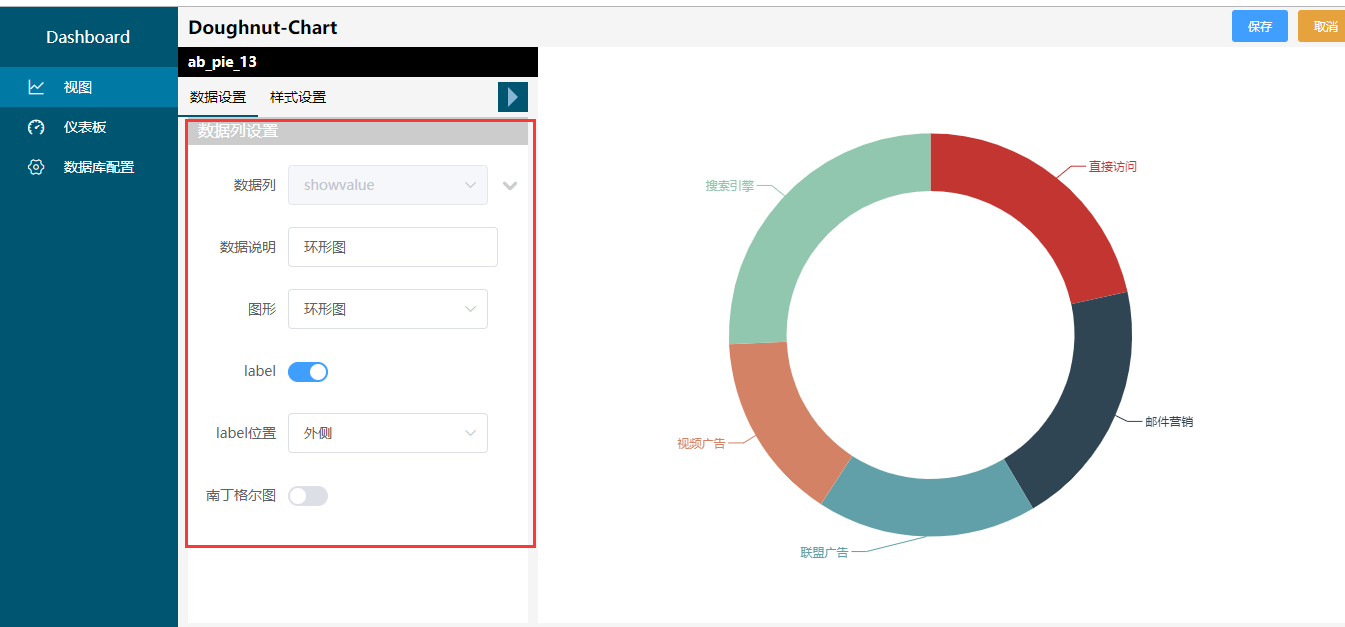 Dashboard
视图
仪表板
数据库配置
Doughnut-Chart
保存
取消
ab_pie_13
数据设置 样式设置
数据列设置
数据列 showvalue
数据说明 环形图
图形 环形图
label
label位置 外侧
南丁格尔图
直接访问
搜索引擎
邮件营销
视频广告
联盟广告